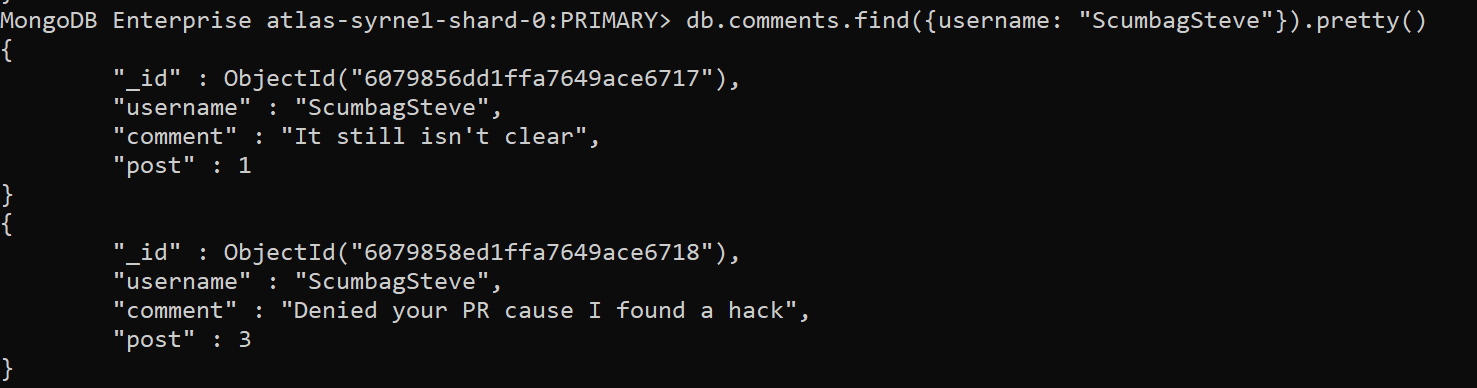 MongoDB Enterprise atlas-syrne1-shard-0:PRIMARY> db.comments.find({username: "ScumbagSteve"}).pretty()
{
        "_id" : ObjectId("6079856dd1ffa7649ace6717"),
        "username" : "ScumbagSteve",
        "comment" : "It still isn't clear",
        "post" : 1
}
{
        "_id" : ObjectId("6079858ed1ffa7649ace6718"),
        "username" : "ScumbagSteve",
        "comment" : "Denied your PR cause I found a hack",
        "post" : 3
}